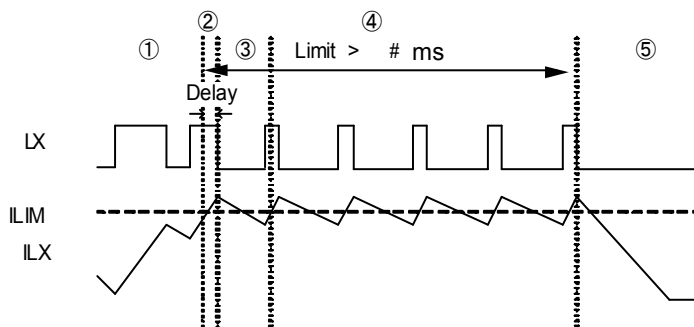 ① ② ③ ④ ⑤
Limit > # ms
Delay
LX
ILIM
ILX